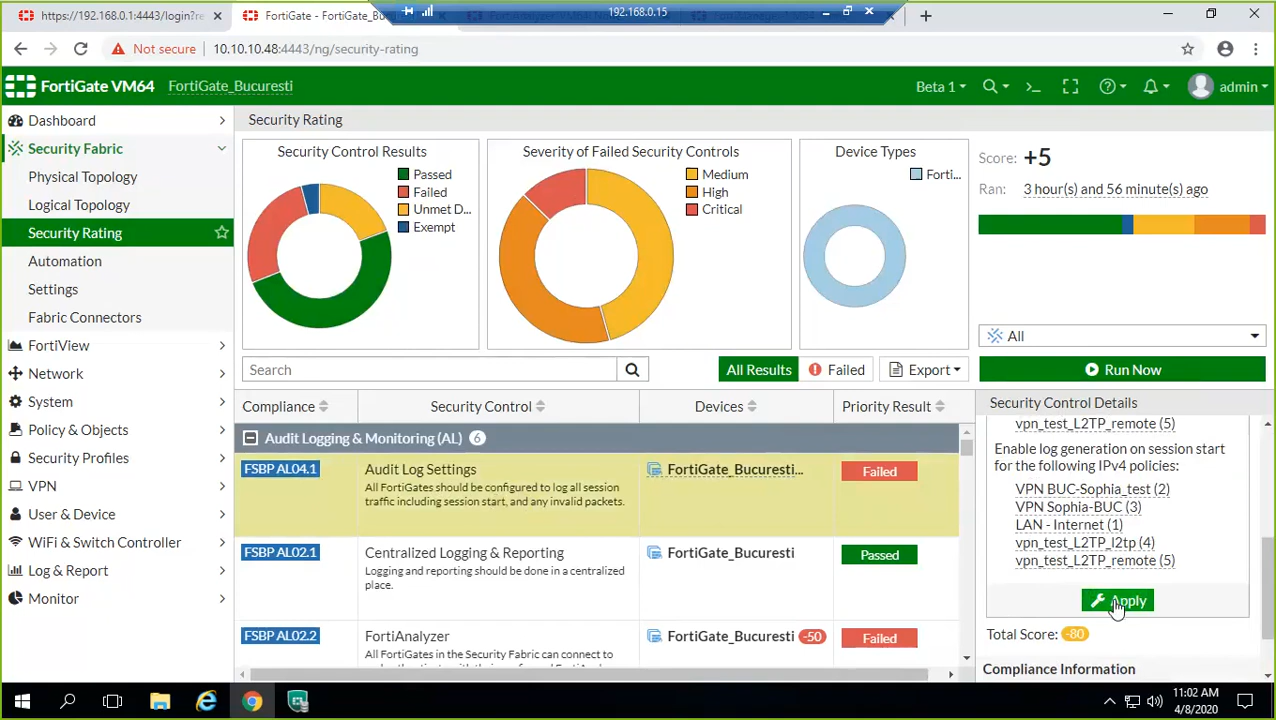 https://192.168.0.1:4443/login?re
FortiGate - FortiGate_Bucu
192.168.0.15
Not secure
10.10.10.48:4443/ng/security-rating
FortiGate VM64
FortiGate_Bucuresti
Beta 1
admin
Dashboard
Security Fabric
Physical Topology
Logical Topology
Security Rating
Automation
Settings
Fabric Connectors
FortiView
Network
System
Policy & Objects
Security Profiles
VPN
User & Device
WiFi & Switch Controller
Log & Report
Monitor
Security Rating
Security Control Results
Passed
Failed
Unmet D...
Exempt
Severity of Failed Security Controls
Medium
High
Critical
Device Types
Forti...
Score: +5
Ran: 3 hour(s) and 56 minute(s) ago
All
Search
All Results
Failed
Export
Run Now
Compliance
Security Control
Devices
Priority Result
Audit Logging & Monitoring (AL) 6
FSBP AL04.1
Audit Log Settings
All FortiGates should be configured to log all session
traffic including session start, and any invalid packets.
FortiGate_Bucuresti...
Failed
FSBP AL02.1
Centralized Logging & Reporting
Logging and reporting should be done in a centralized
place.
FortiGate_Bucuresti
Passed
FSBP AL02.2
FortiAnalyzer
All FortiGates in the Security Fabric can connect to
FortiGate_Bucuresti -50
Failed
Security Control Details
vpn_test_L2TP_remote (5)
Enable log generation on session start
for the following IPv4 policies:
VPN BUC-Sophia_test (2)
VPN Sophia-BUC (3)
LAN - Internet (1)
vpn_test_L2TP_l2tp (4)
vpn_test_L2TP_remote (5)
Apply
Total Score: -80
Compliance Information
11:02 AM
4/8/2020